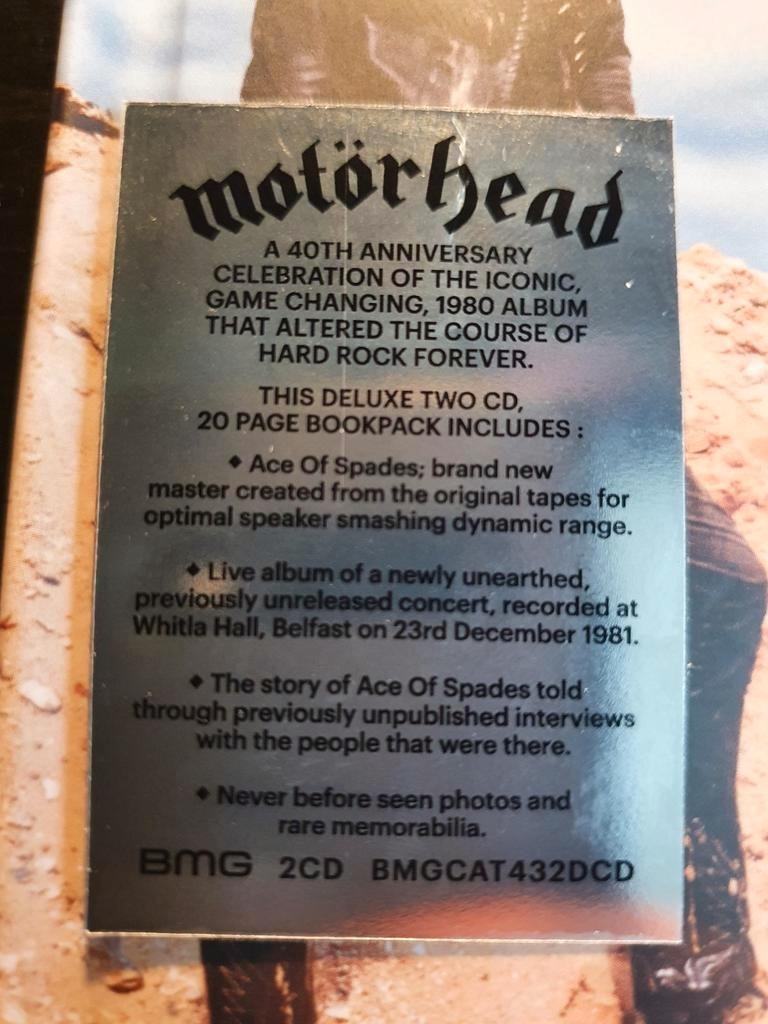 motörhead
A 40TH ANNIVERSARY
CELEBRATION OF THE ICONIC,
GAME CHANGING, 1980 ALBUM
THAT ALTERED THE COURSE OF
HARD ROCK FOREVER.
THIS DELUXE TWO CD,
20 PAGE BOOKPACK INCLUDES :
◆ Ace Of Spades; brand new
master created from the original tapes for
optimal speaker smashing dynamic range.
◆ Live album of a newly unearthed,
previously unreleased concert, recorded at
Whitla Hall, Belfast on 23rd December 1981.
◆ The story of Ace Of Spades told
through previously unpublished interviews
with the people that were there.
◆ Never before seen photos and
rare memorabilia.
BMG 2CD BMGCAT432DCD